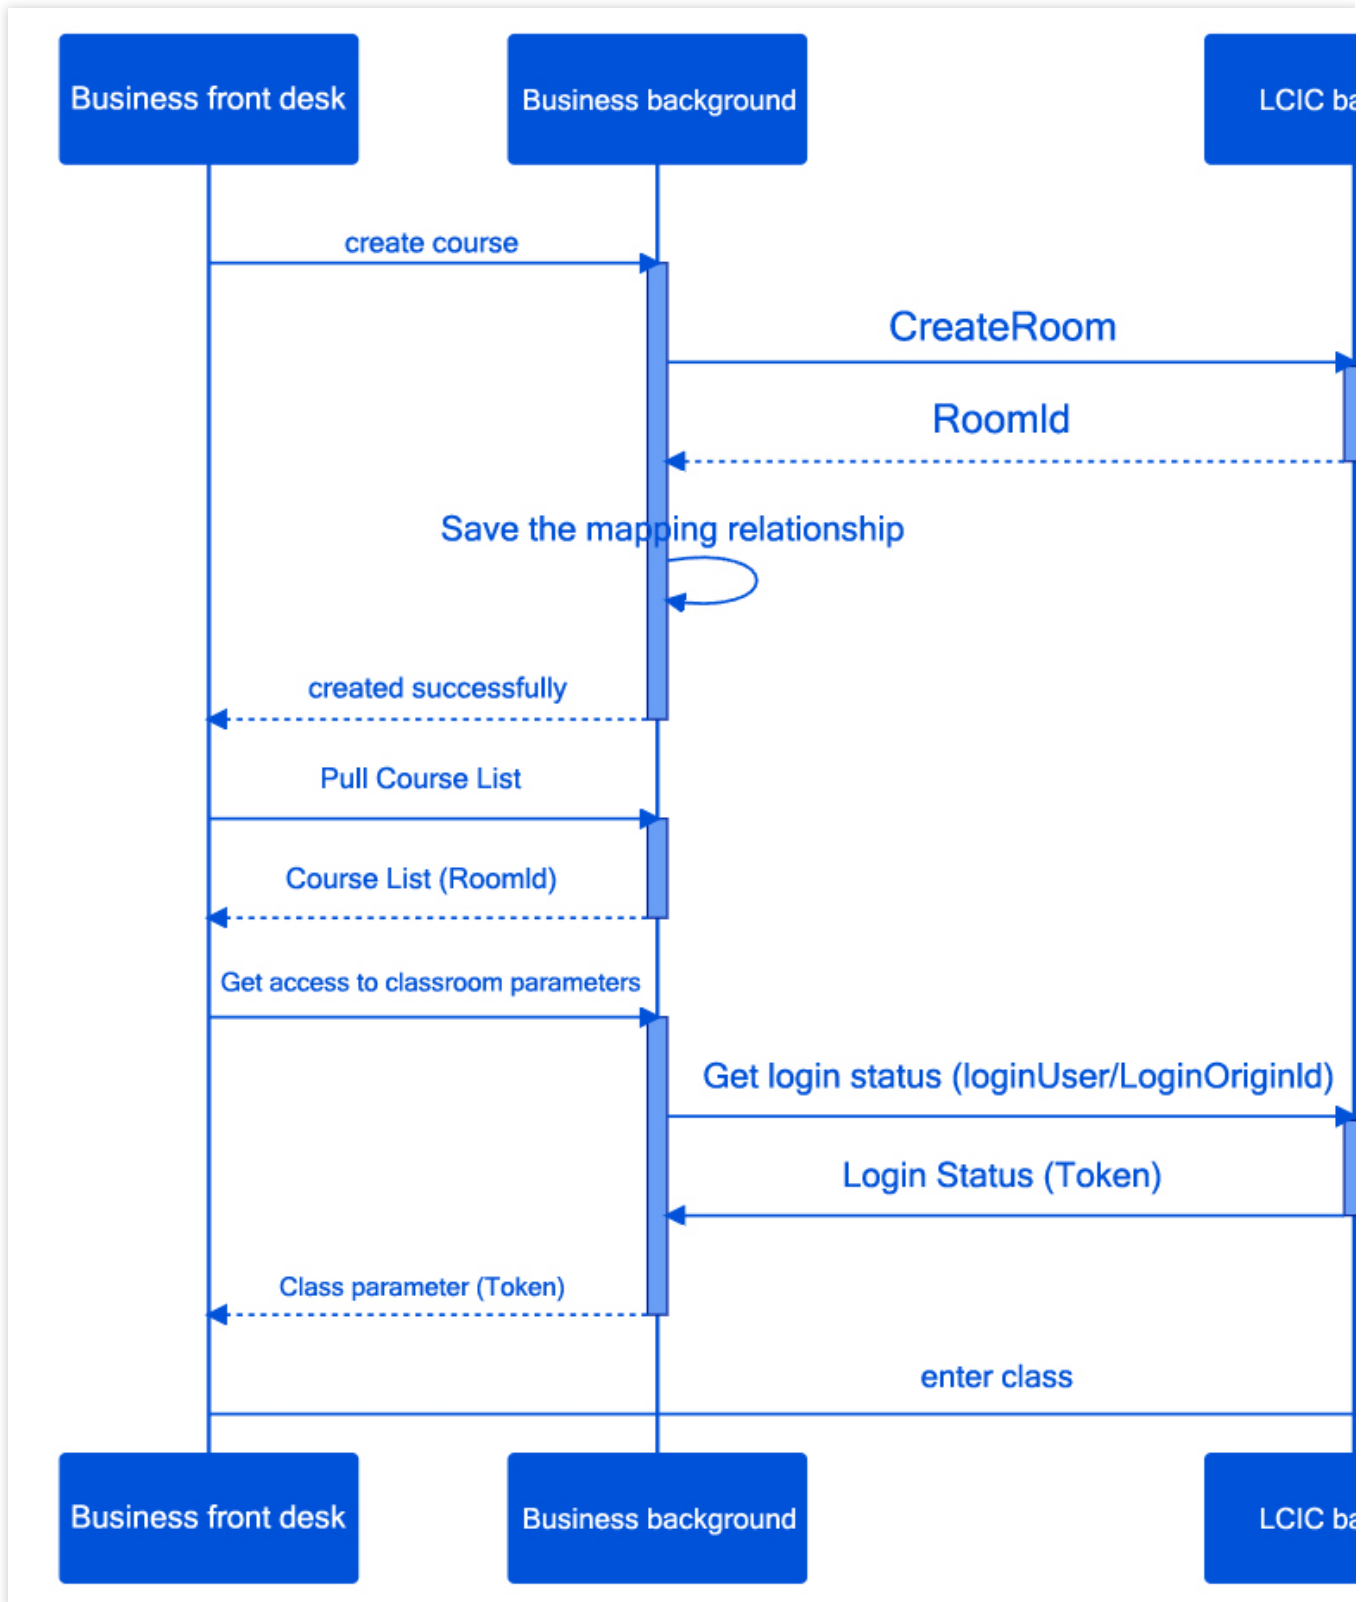 Business front desk
Business background
LCIC ba
create course
CreateRoom
RoomId
Save the mapping relationship
created successfully
Pull Course List
Course List (RoomId)
Get access to classroom parameters
Get login status (loginUser/LoginOriginId)
Login Status (Token)
Class parameter (Token)
enter class
Business front desk
Business background
LCIC ba